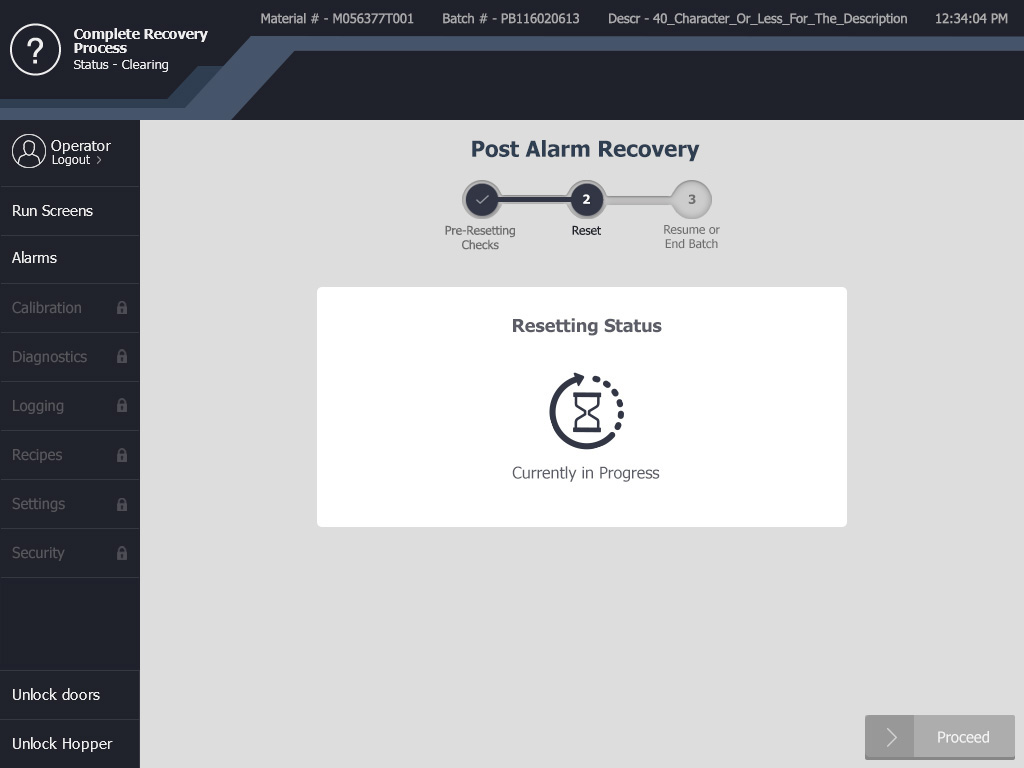 Material # - M056377T001 Batch # - PB116020613 Descr - 40_Character_Or_Less_For_The_Description 12:34:04 PM
?
Complete Recovery
Process
Status - Clearing
Operator
Logout >
Run Screens
Alarms
Calibration
Diagnostics
Logging
Recipes
Settings
Security
Unlock doors
Unlock Hopper
Post Alarm Recovery
2 3
Pre-Resetting
Checks
Reset
Resume or
End Batch
Resetting Status
Currently in Progress
Proceed